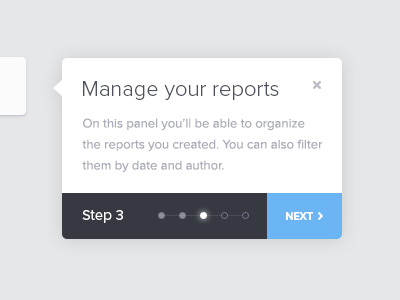 Manage your reports
On this panel you'll be able to organize
the reports you created. You can also filter
them by date and author.
Step 3
NEXT